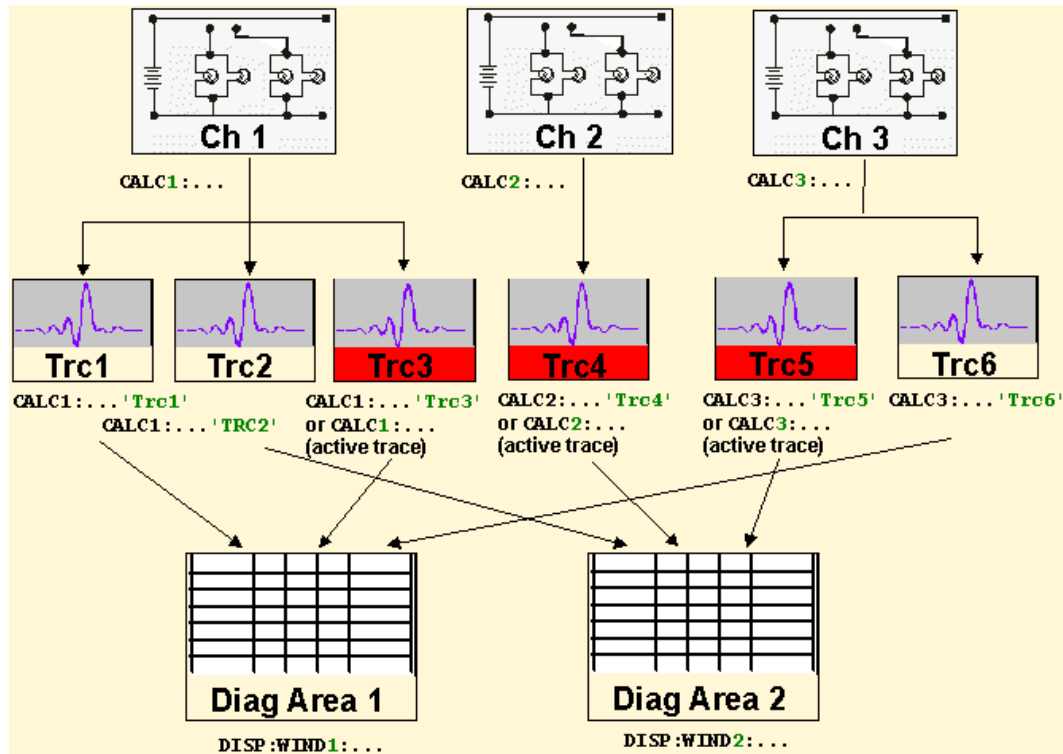 Ch 1
Ch 2
Ch 3
CALC1:...
CALC2:...
CALC3:...
Trc1
Trc2
Trc3
Trc4
Trc5
Trc6
CALC1:...'Trc1'
CALC1:...'TRC2'
CALC1:...'Trc3'
or CALC1:...
(active trace)
CALC2:...'Trc4'
or CALC2:...
(active trace)
CALC3:...'Trc5'
or CALC3:...
(active trace)
CALC3:...'Trc6'
Diag Area 1
Diag Area 2
DISP:WIND1:...
DISP:WIND2:...